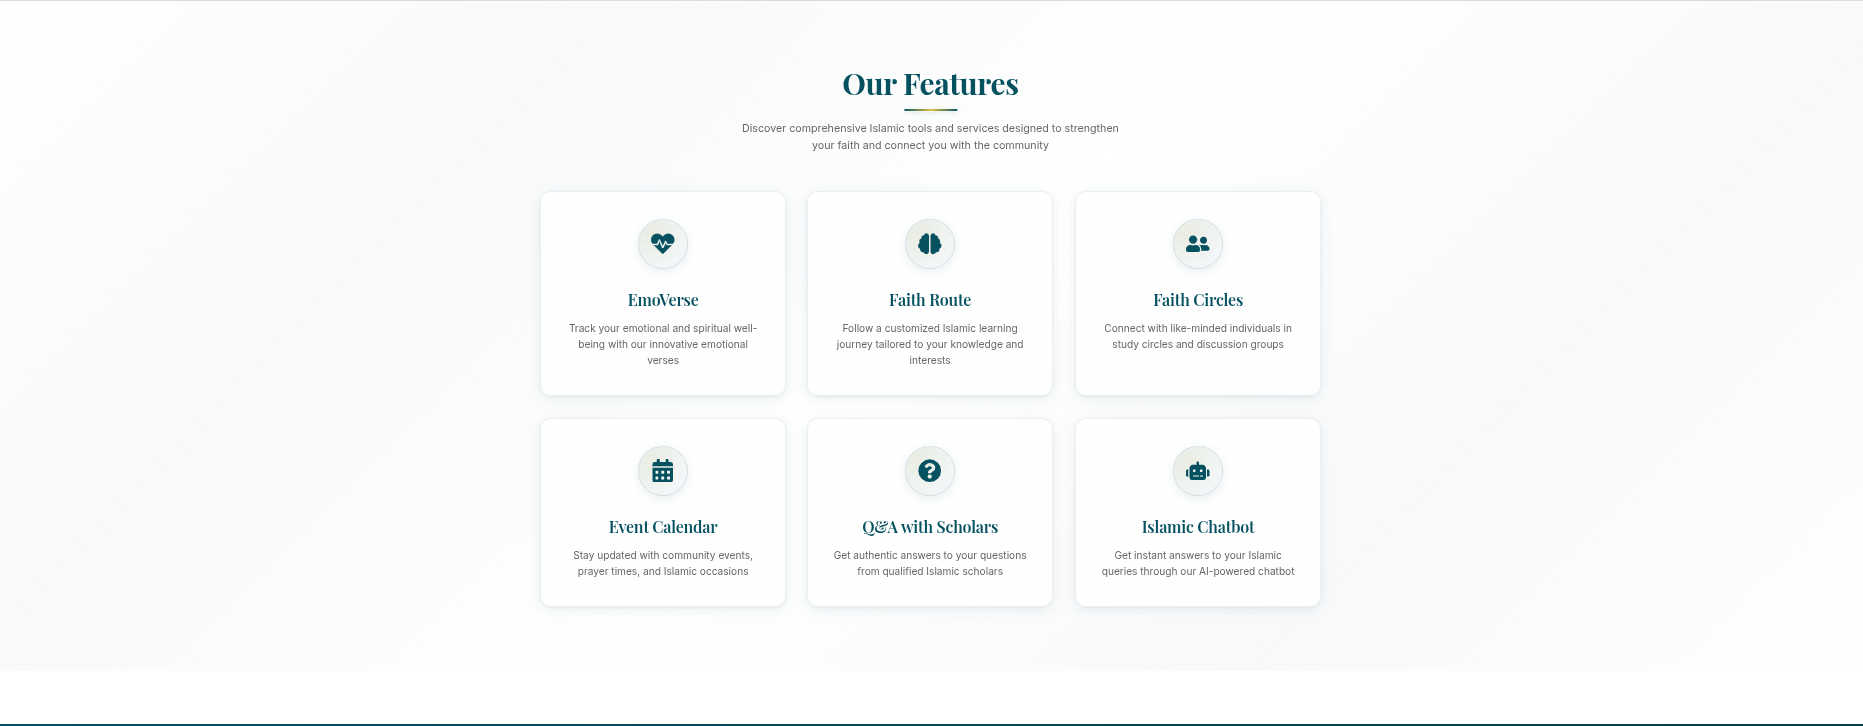 Our Features
Discover comprehensive Islamic tools and services designed to strengthen
your faith and connect you with the community
EmoVerse
Track your emotional and spiritual well-
being with our innovative emotional
verses
Faith Route
Follow a customized Islamic learning
journey tailored to your knowledge and
interests
Faith Circles
Connect with like-minded individuals in
study circles and discussion groups
Event Calendar
Stay updated with community events,
prayer times, and Islamic occasions
Q&A with Scholars
Get authentic answers to your questions
from qualified Islamic scholars
Islamic Chatbot
Get instant answers to your Islamic
queries through our AI-powered chatbot